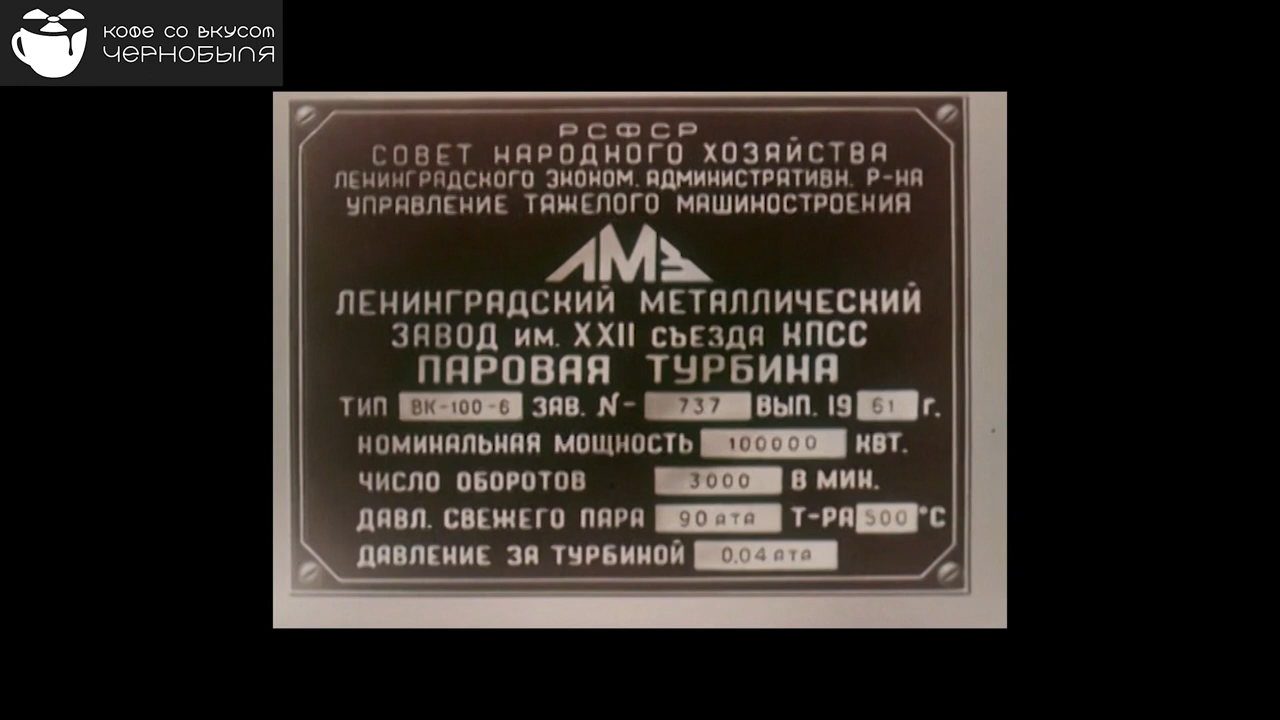 КОФЕ СО ВКУСОМ
ЧЕРНОБЫЛЯ
РСФСР
СОВЕТ НАРОДНОГО ХОЗЯЙСТВА
ЛЕНИНГРАДСКОГО ЭКОНОМ. АДМИНИСТРАТИВН. Р-НА
УПРАВЛЕНИЕ ТЯЖЕЛОГО МАШИНОСТРОЕНИЯ
ЛМЗ
ЛЕНИНГРАДСКИЙ МЕТАЛЛИЧЕСКИЙ
ЗАВОД ИМ. XXII СЪЕЗДА КПСС
ПАРОВАЯ ТУРБИНА
ТИП ВК-100-6 ЗАВ. N- 737 ВЫП. 19 61 г.
НОМИНАЛЬНАЯ МОЩНОСТЬ 100000 КВТ.
ЧИСЛО ОБОРОТОВ 3000 В МИН.
ДАВЛ. СВЕЖЕГО ПАРА 90 ата Т-РА 500 °С
ДАВЛЕНИЕ ЗА ТУРБИНОЙ 0,04 ата